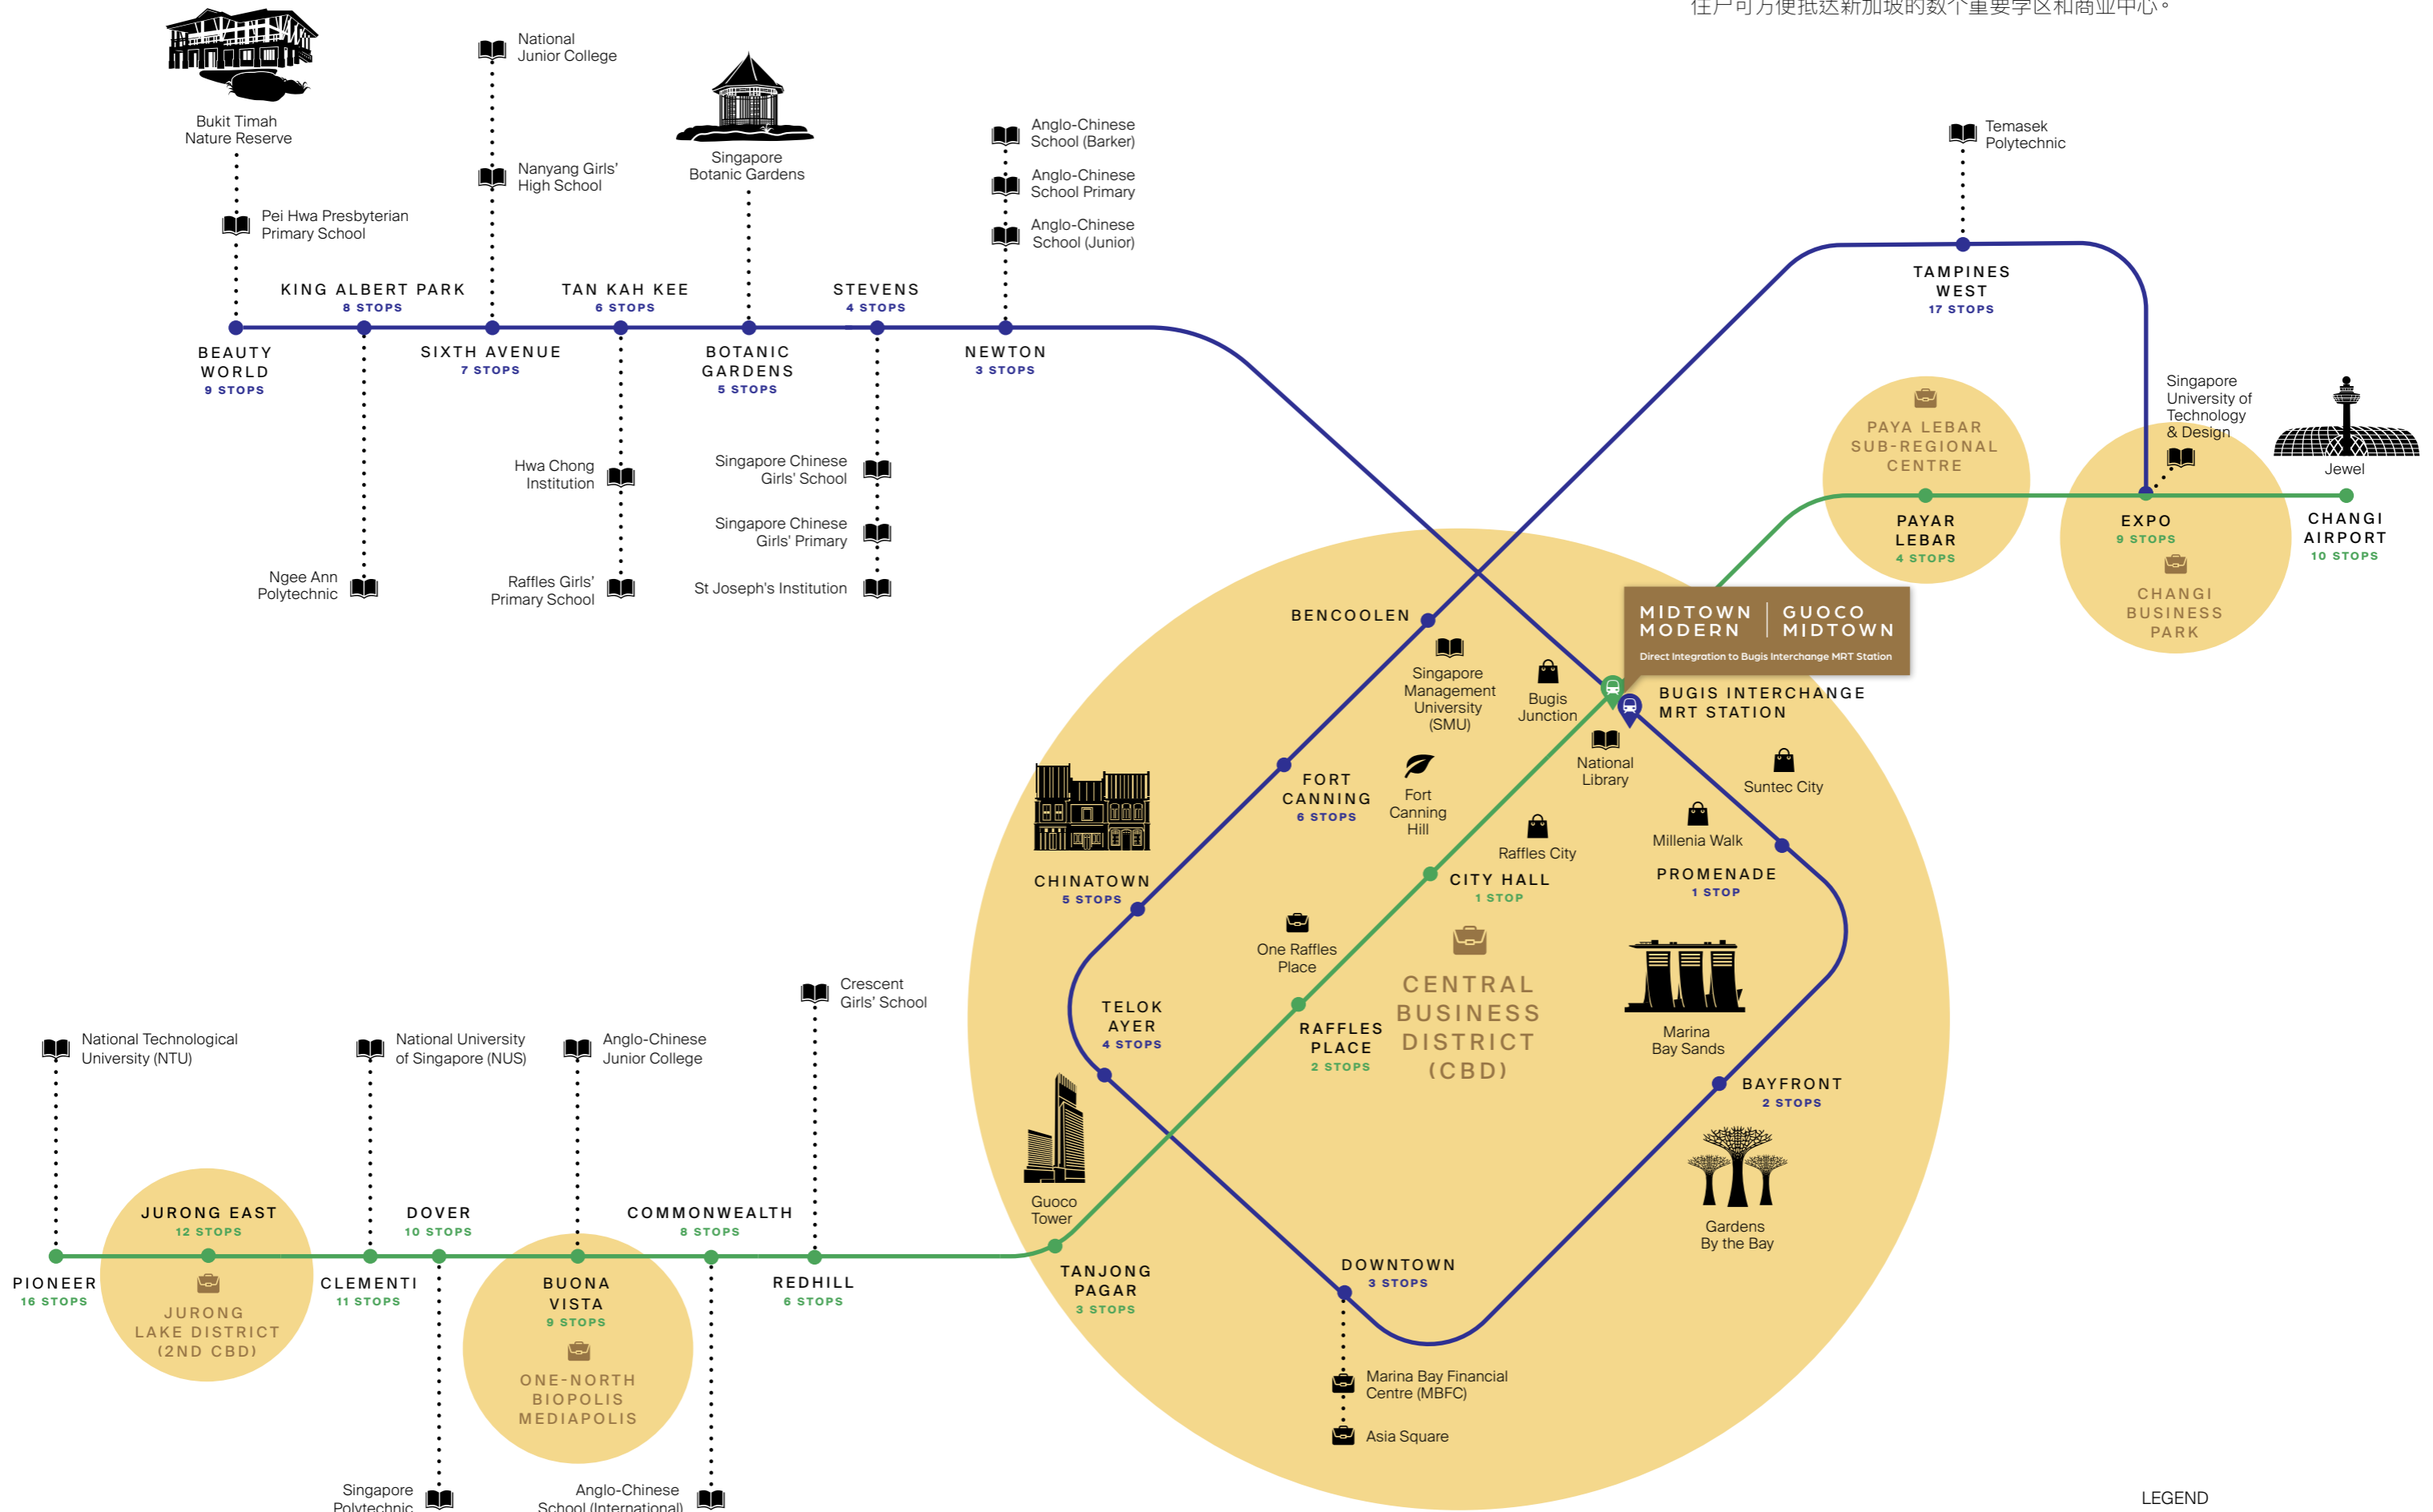 住户可方便抵达新加坡的数个重要学区和商业中心。
National
Junior College
Bukit Timah
Nature Reserve
Nanyang Girls'
High School
Singapore
Botanic Gardens
Anglo-Chinese
School (Barker)
Anglo-Chinese
School Primary
Anglo-Chinese
School (Junior)
Temasek
Polytechnic
Pei Hwa Presbyterian
Primary School
KING ALBERT PARK
8 STOPS
TAN KAH KEE
6 STOPS
STEVENS
4 STOPS
BEAUTY
WORLD
9 STOPS
SIXTH AVENUE
7 STOPS
BOTANIC
GARDENS
5 STOPS
NEWTON
3 STOPS
TAMPINES
WEST
17 STOPS
Hwa Chong
Institution
Raffles Girls'
Primary School
Ngee Ann
Polytechnic
Singapore Chinese
Girls' School
Singapore Chinese
Girls' Primary
St Joseph's Institution
PAYA LEBAR
SUB-REGIONAL
CENTRE
PAYAR
LEBAR
4 STOPS
Singapore
University of
Technology
& Design
Jewel
EXPO
9 STOPS
CHANGI
BUSINESS
PARK
CHANGI
AIRPORT
10 STOPS
MIDTOWN
MODERN
GUOCO
MIDTOWN
Direct Integration to Bugis Interchange MRT Station
BUGIS INTERCHANGE
MRT STATION
BENCOOLEN
Singapore
Management
University
(SMU)
Bugis
Junction
National
Library
Suntec City
Millenia Walk
FORT
CANNING
6 STOPS
Fort
Canning
Hill
Raffles City
CITY HALL
1 STOP
PROMENADE
1 STOP
CHINATOWN
5 STOPS
One Raffles
Place
CENTRAL
BUSINESS
DISTRICT
(CBD)
TELOK
AYER
4 STOPS
RAFFLES
PLACE
2 STOPS
Marina
Bay Sands
BAYFRONT
2 STOPS
Gardens
By the Bay
Guoco
Tower
TANJONG
PAGAR
3 STOPS
DOWNTOWN
3 STOPS
Marina Bay Financial
Centre (MBFC)
Asia Square
Crescent
Girls' School
National Technological
University (NTU)
National University
of Singapore (NUS)
Anglo-Chinese
Junior College
JURONG EAST
12 STOPS
DOVER
10 STOPS
COMMONWEALTH
8 STOPS
PIONEER
16 STOPS
JURONG
LAKE DISTRICT
(2ND CBD)
CLEMENTI
11 STOPS
BUONA
VISTA
9 STOPS
ONE-NORTH
BIOPOLIS
MEDIAPOLIS
REDHILL
6 STOPS
Singapore
Polytechnic
Anglo-Chinese
School (International)
LEGEND